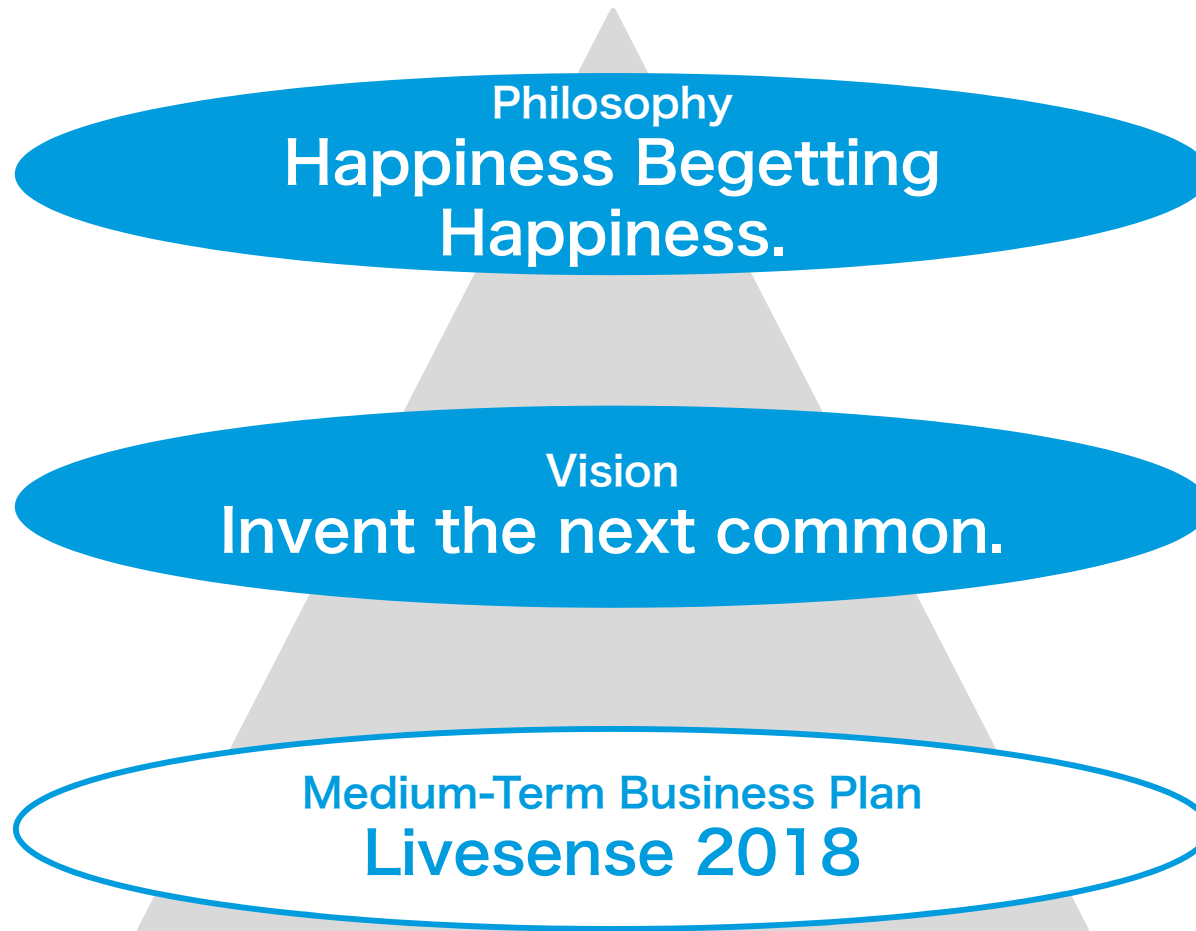 Philosophy
Happiness Begetting
Happiness.
Vision
Invent the next common.
Medium-Term Business Plan
Livesense 2018